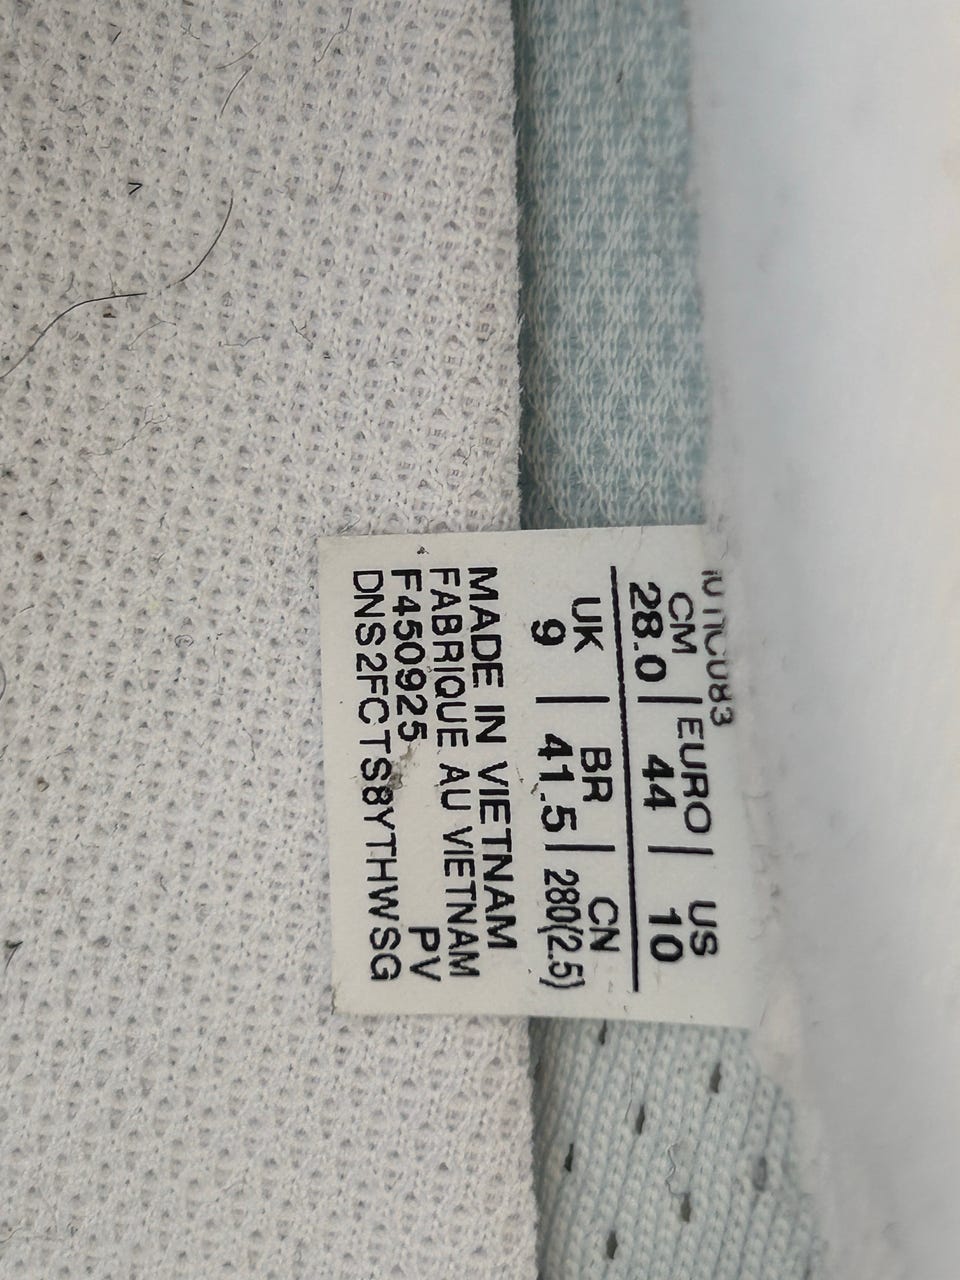 CM | EURO | US
28.0 | 44 | 10
UK | BR | CN
9 | 41.5 | 280(2.5)
MADE IN VIETNAM
FABRIQUE AU VIETNAM
F450925 PV
DNS2FCTS8YTHWSG